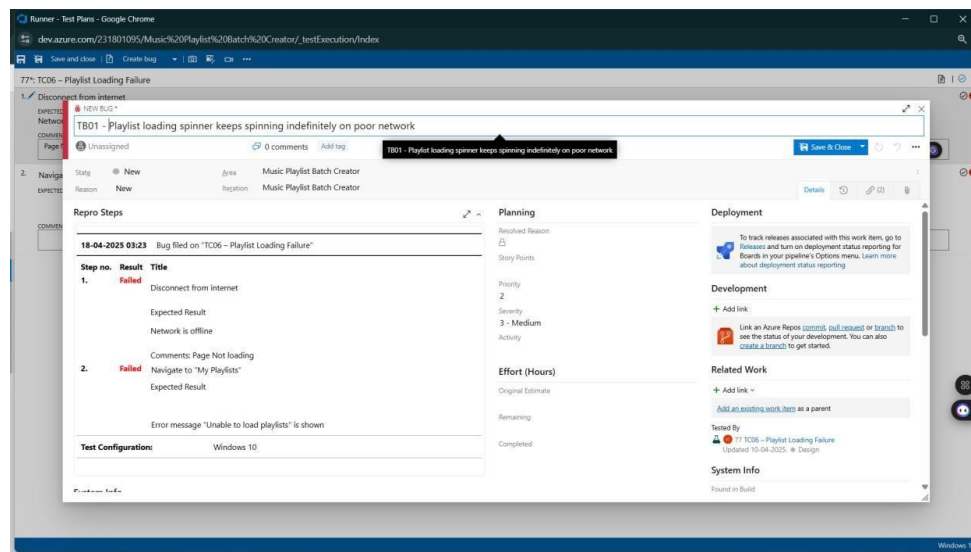 Runner - Test Plans - Google Chrome
dev.azure.com/231801095/Music%20Playlist%20Batch%20Creator/_testExecution/Index
Save and close
Create bug
77*: TC06 – Playlist Loading Failure
1. Disconnect from internet
EXPECTED
Networ
COMMEN
Page N
2. Naviga
EXPECTED
COMMEN
NEW BUG *
TB01 - Playlist loading spinner keeps spinning indefinitely on poor network
Unassigned
0 comments
Add tag
TB01 - Playlist loading spinner keeps spinning indefinitely on poor network
Save & Close
State New
Area Music Playlist Batch Creator
Reason New
Iteration Music Playlist Batch Creator
Details
(2)
Repro Steps
18-04-2025 03:23 Bug filed on "TC06 – Playlist Loading Failure"
Step no. Result Title
1. Failed
Disconnect from internet
Expected Result
Network is offline
Comments: Page Not loading
2. Failed Navigate to "My Playlists"
Expected Result
Error message "Unable to load playlists" is shown
Test Configuration: Windows 10
System Info
Planning
Resolved Reason
Story Points
Priority
2
Severity
3 - Medium
Activity
Effort (Hours)
Original Estimate
Remaining
Completed
Deployment
To track releases associated with this work item, go to
Releases and turn on deployment status reporting for
Boards in your pipeline's Options menu. Learn more
about deployment status reporting
Development
Add link
Link an Azure Repos commit, pull request or branch to
see the status of your development. You can also
create a branch to get started.
Related Work
Add link
Add an existing work item as a parent
Tested By
77 TC06 – Playlist Loading Failure
Updated 10-04-2025, Design
System Info
Found in Build
Windows 1